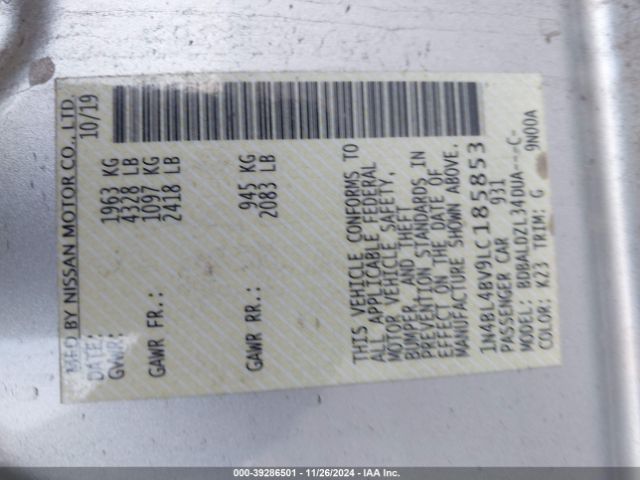 MFD BY NISSAN MOTOR CO., LTD
DATE: 10/19
GVWR: 1963 KG
4328 LB
GAWR FR.: 1097 KG
2418 LB
GAWR RR.: 945 KG
2083 LB
THIS VEHICLE CONFORMS TO
ALL APPLICABLE FEDERAL
MOTOR VEHICLE SAFETY,
BUMPER, AND THEFT
PREVENTION STANDARDS IN
EFFECT ON THE DATE OF
MANUFACTURE SHOWN ABOVE.
1N4BL4BV9LC185853
PASSENGER CAR 931
MODEL: BDBALDZL34DUA---C-
COLOR: K23 TRIM: G 9N00A
000-39286501 | 11/26/2024 | IAA Inc.